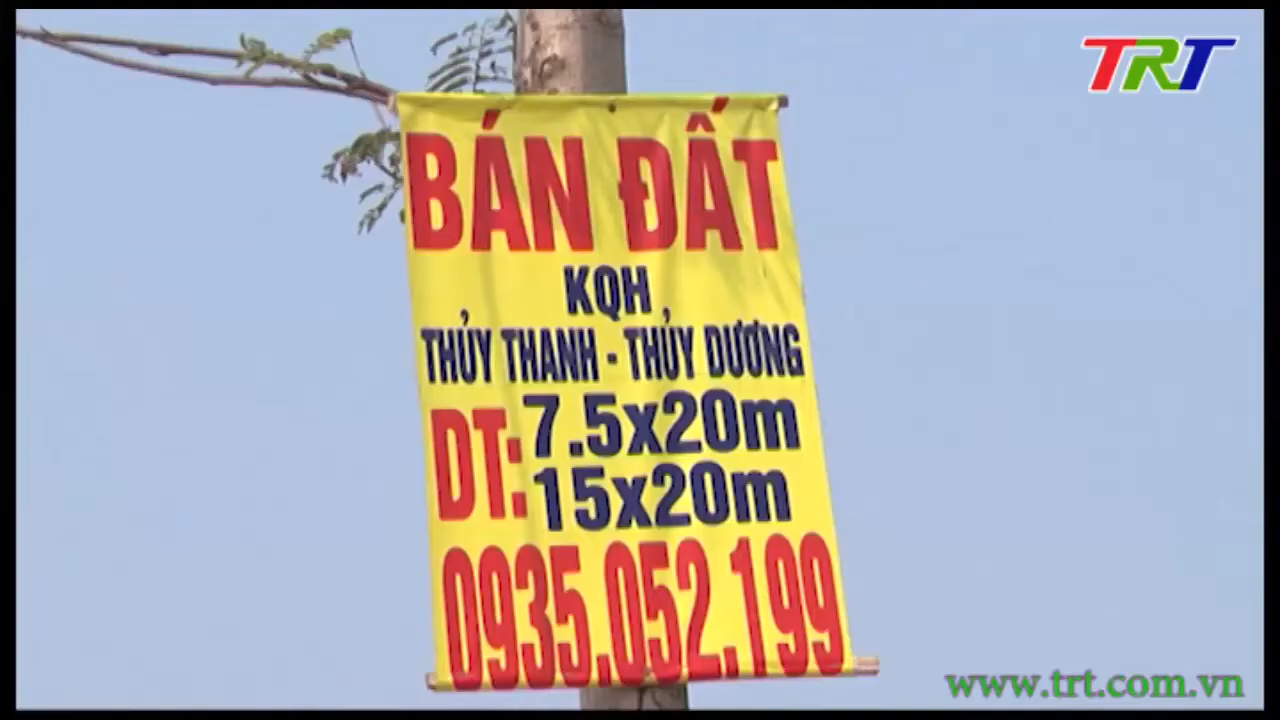 TRT
BÁN ĐẤT
KQH
THỦY THANH - THỦY DƯƠNG
DT: 7.5x20m
15x20m
0935.052.199
www.trt.com.vn